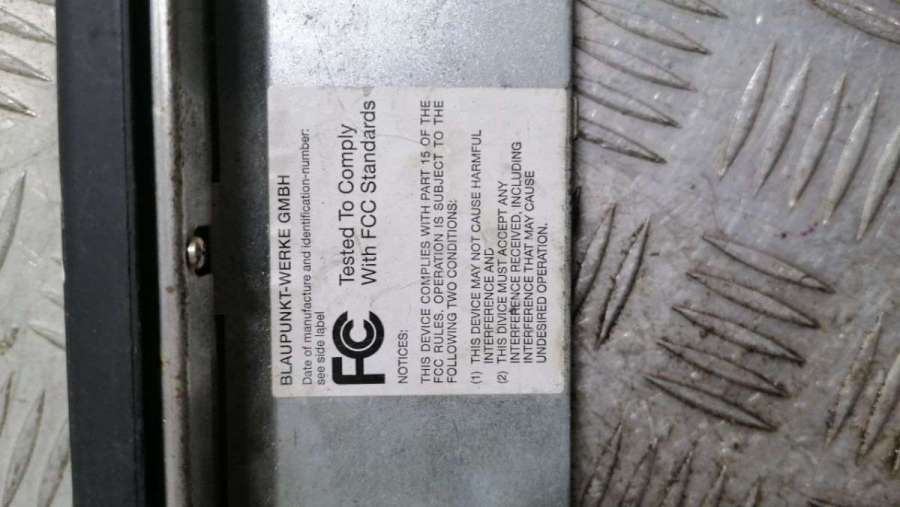 BLAUPUNKT-WERKE GMBH
Date of manufacture and identification-number:
see side label
FC Tested To Comply
With FCC Standards
NOTICES:
THIS DEVICE COMPLIES WITH PART 15 OF THE
FCC RULES. OPERATION IS SUBJECT TO THE
FOLLOWING TWO CONDITIONS:
(1) THIS DEVICE MAY NOT CAUSE HARMFUL
INTERFERENCE AND
(2) THIS DIVICE MUST ACCEPT ANY
INTERFERENCE RECEIVED, INCLUDING
INTERFERENCE THAT MAY CAUSE
UNDESIRED OPERATION.